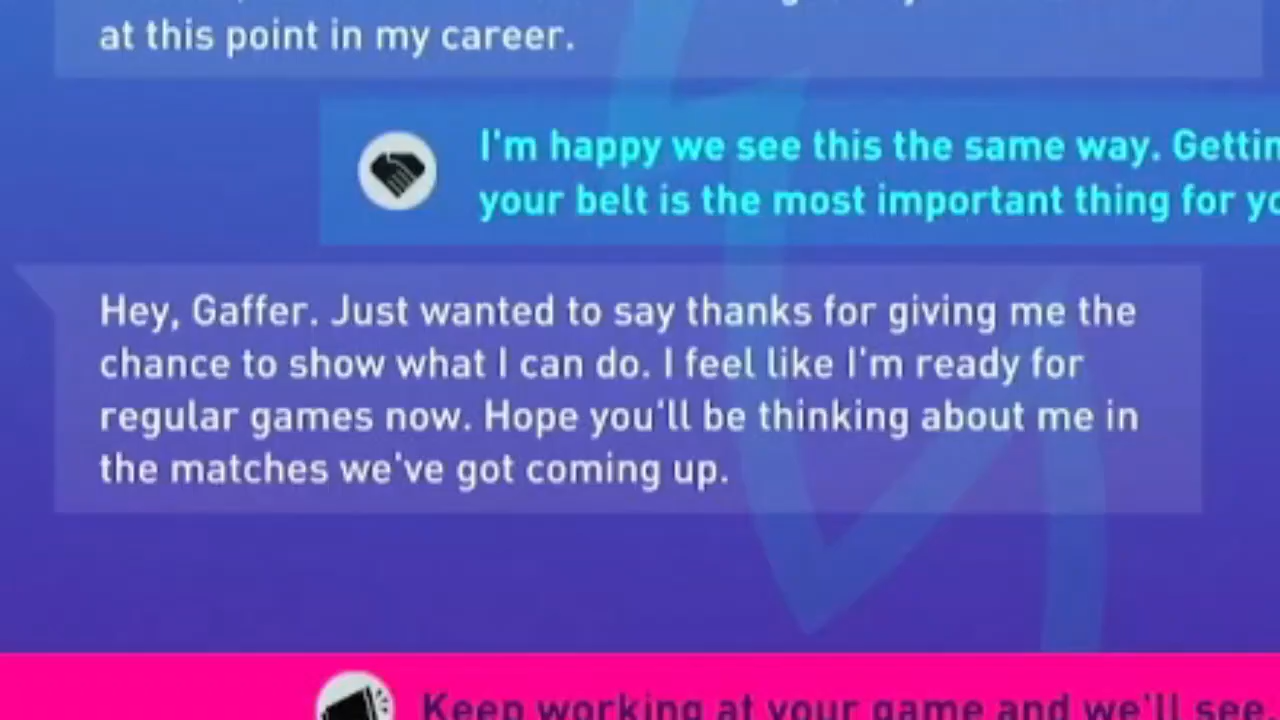 at this point in my career.
I'm happy we see this the same way.
your belt is the most important thing for
Hey, Gaffer. Just wanted to say thanks for giving me the
chance to show what I can do. I feel like I'm ready for
regular games now. Hope you'll be thinking about me in
the matches we've got coming up.
Keep working at your game and we'll see.